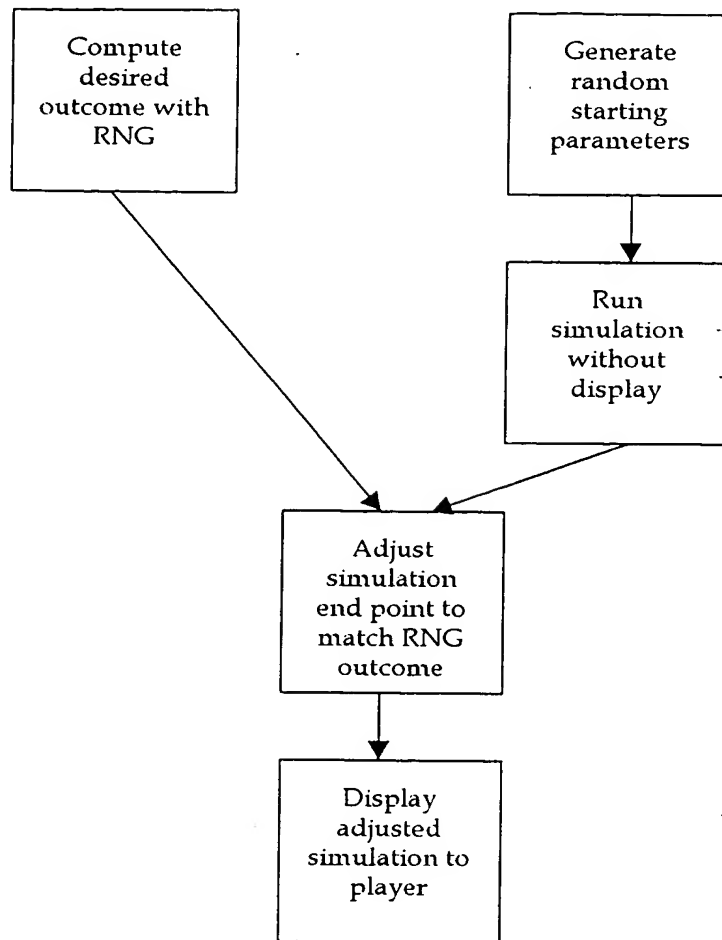 Compute
desired
outcome with
RNG
Generate
random
starting
parameters
Run
simulation
without
display
Adjust
simulation
end point to
match RNG
outcome
Display
adjusted
simulation to
player